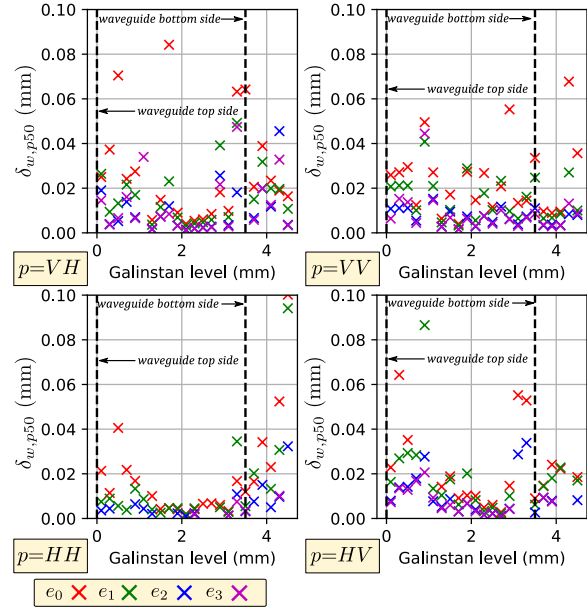 0.10
0.08
0.06
0.04
0.02
0.00
δw,p50 (mm)
waveguide bottom side
waveguide top side
0 2 4
p=VH
Galinstan level (mm)
0.10
0.08
0.06
0.04
0.02
0.00
δw,p50 (mm)
waveguide bottom side
waveguide top side
0 2 4
p=VV
Galinstan level (mm)
0.10
0.08
0.06
0.04
0.02
0.00
δw,p50 (mm)
waveguide bottom side
waveguide top side
0 2 4
p=HH
Galinstan level (mm)
0.10
0.08
0.06
0.04
0.02
0.00
δw,p50 (mm)
waveguide bottom side
waveguide top side
0 2 4
p=HV
Galinstan level (mm)
e0 e1 e2 e3